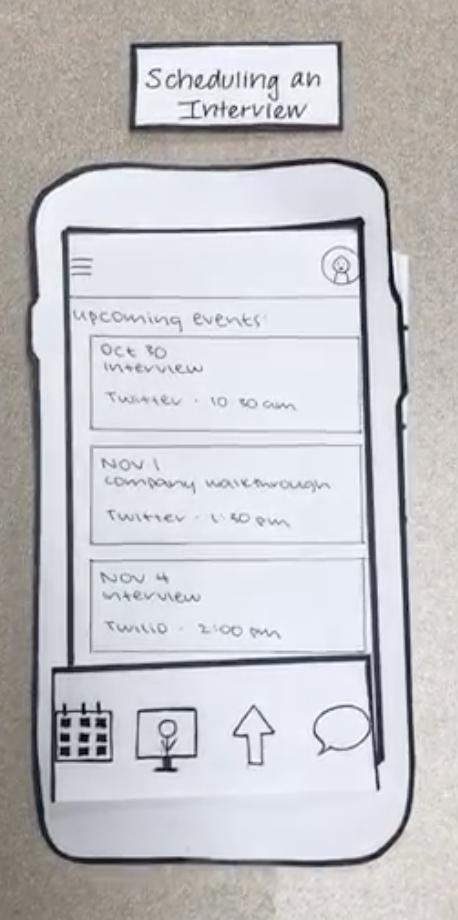 Scheduling an
Interview
upcoming events:
Oct 30
interview
Twitter - 10:30 am
NOV 1
company walkthrough
Twitter - 1:30 pm
NOV 4
interview
Twilio - 2:00 pm